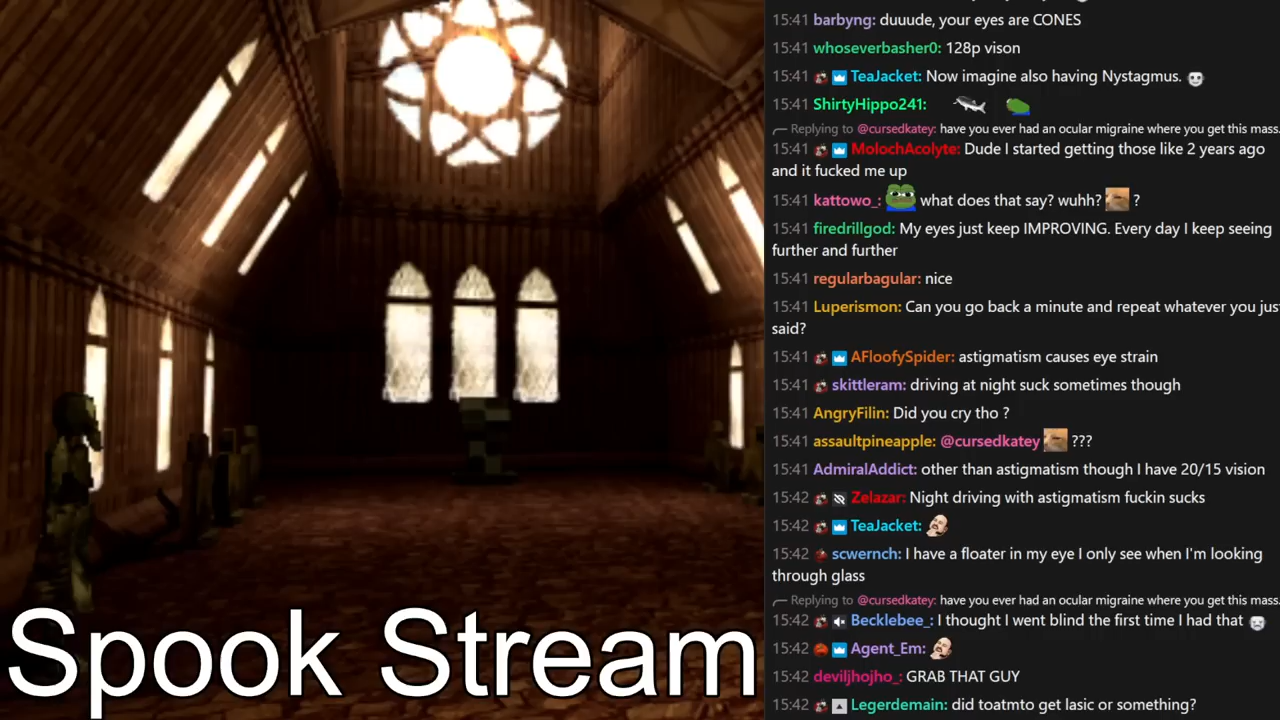 15:41 barbyng: duuude, your eyes are CONES
15:41 whoseverbasher0: 128p vison
15:41 TeaJacket: Now imagine also having Nystagmus.
15:41 ShirtyHippo241:
Replying to @cursedkatey: have you ever had an ocular migraine where you get this mass
15:41 MolochAcolyte: Dude I started getting those like 2 years ago
and it fucked me up
15:41 kattowo_: what does that say? wuhh? ?
15:41 firedrillgod: My eyes just keep IMPROVING. Every day I keep seeing
further and further
15:41 regularbagular: nice
15:41 Luperismon: Can you go back a minute and repeat whatever you jus
said?
15:41 AFloofySpider: astigmatism causes eye strain
15:41 skittleram: driving at night suck sometimes though
15:41 AngryFilin: Did you cry tho ?
15:41 assaultpineapple: @cursedkatey ???
15:41 AdmiralAddict: other than astigmatism though I have 20/15 vision
15:42 Zelazar: Night driving with astigmatism fuckin sucks
15:42 TeaJacket:
15:42 scwernch: I have a floater in my eye I only see when I'm looking
through glass
Replying to @cursedkatey: have you ever had an ocular migraine where you get this mass
15:42 Becklebee_: I thought I went blind the first time I had that
15:42 Agent_Em:
15:42 deviljhojho_: GRAB THAT GUY
15:42 Legerdemain: did toatmto get lasic or something?
Spook Stream